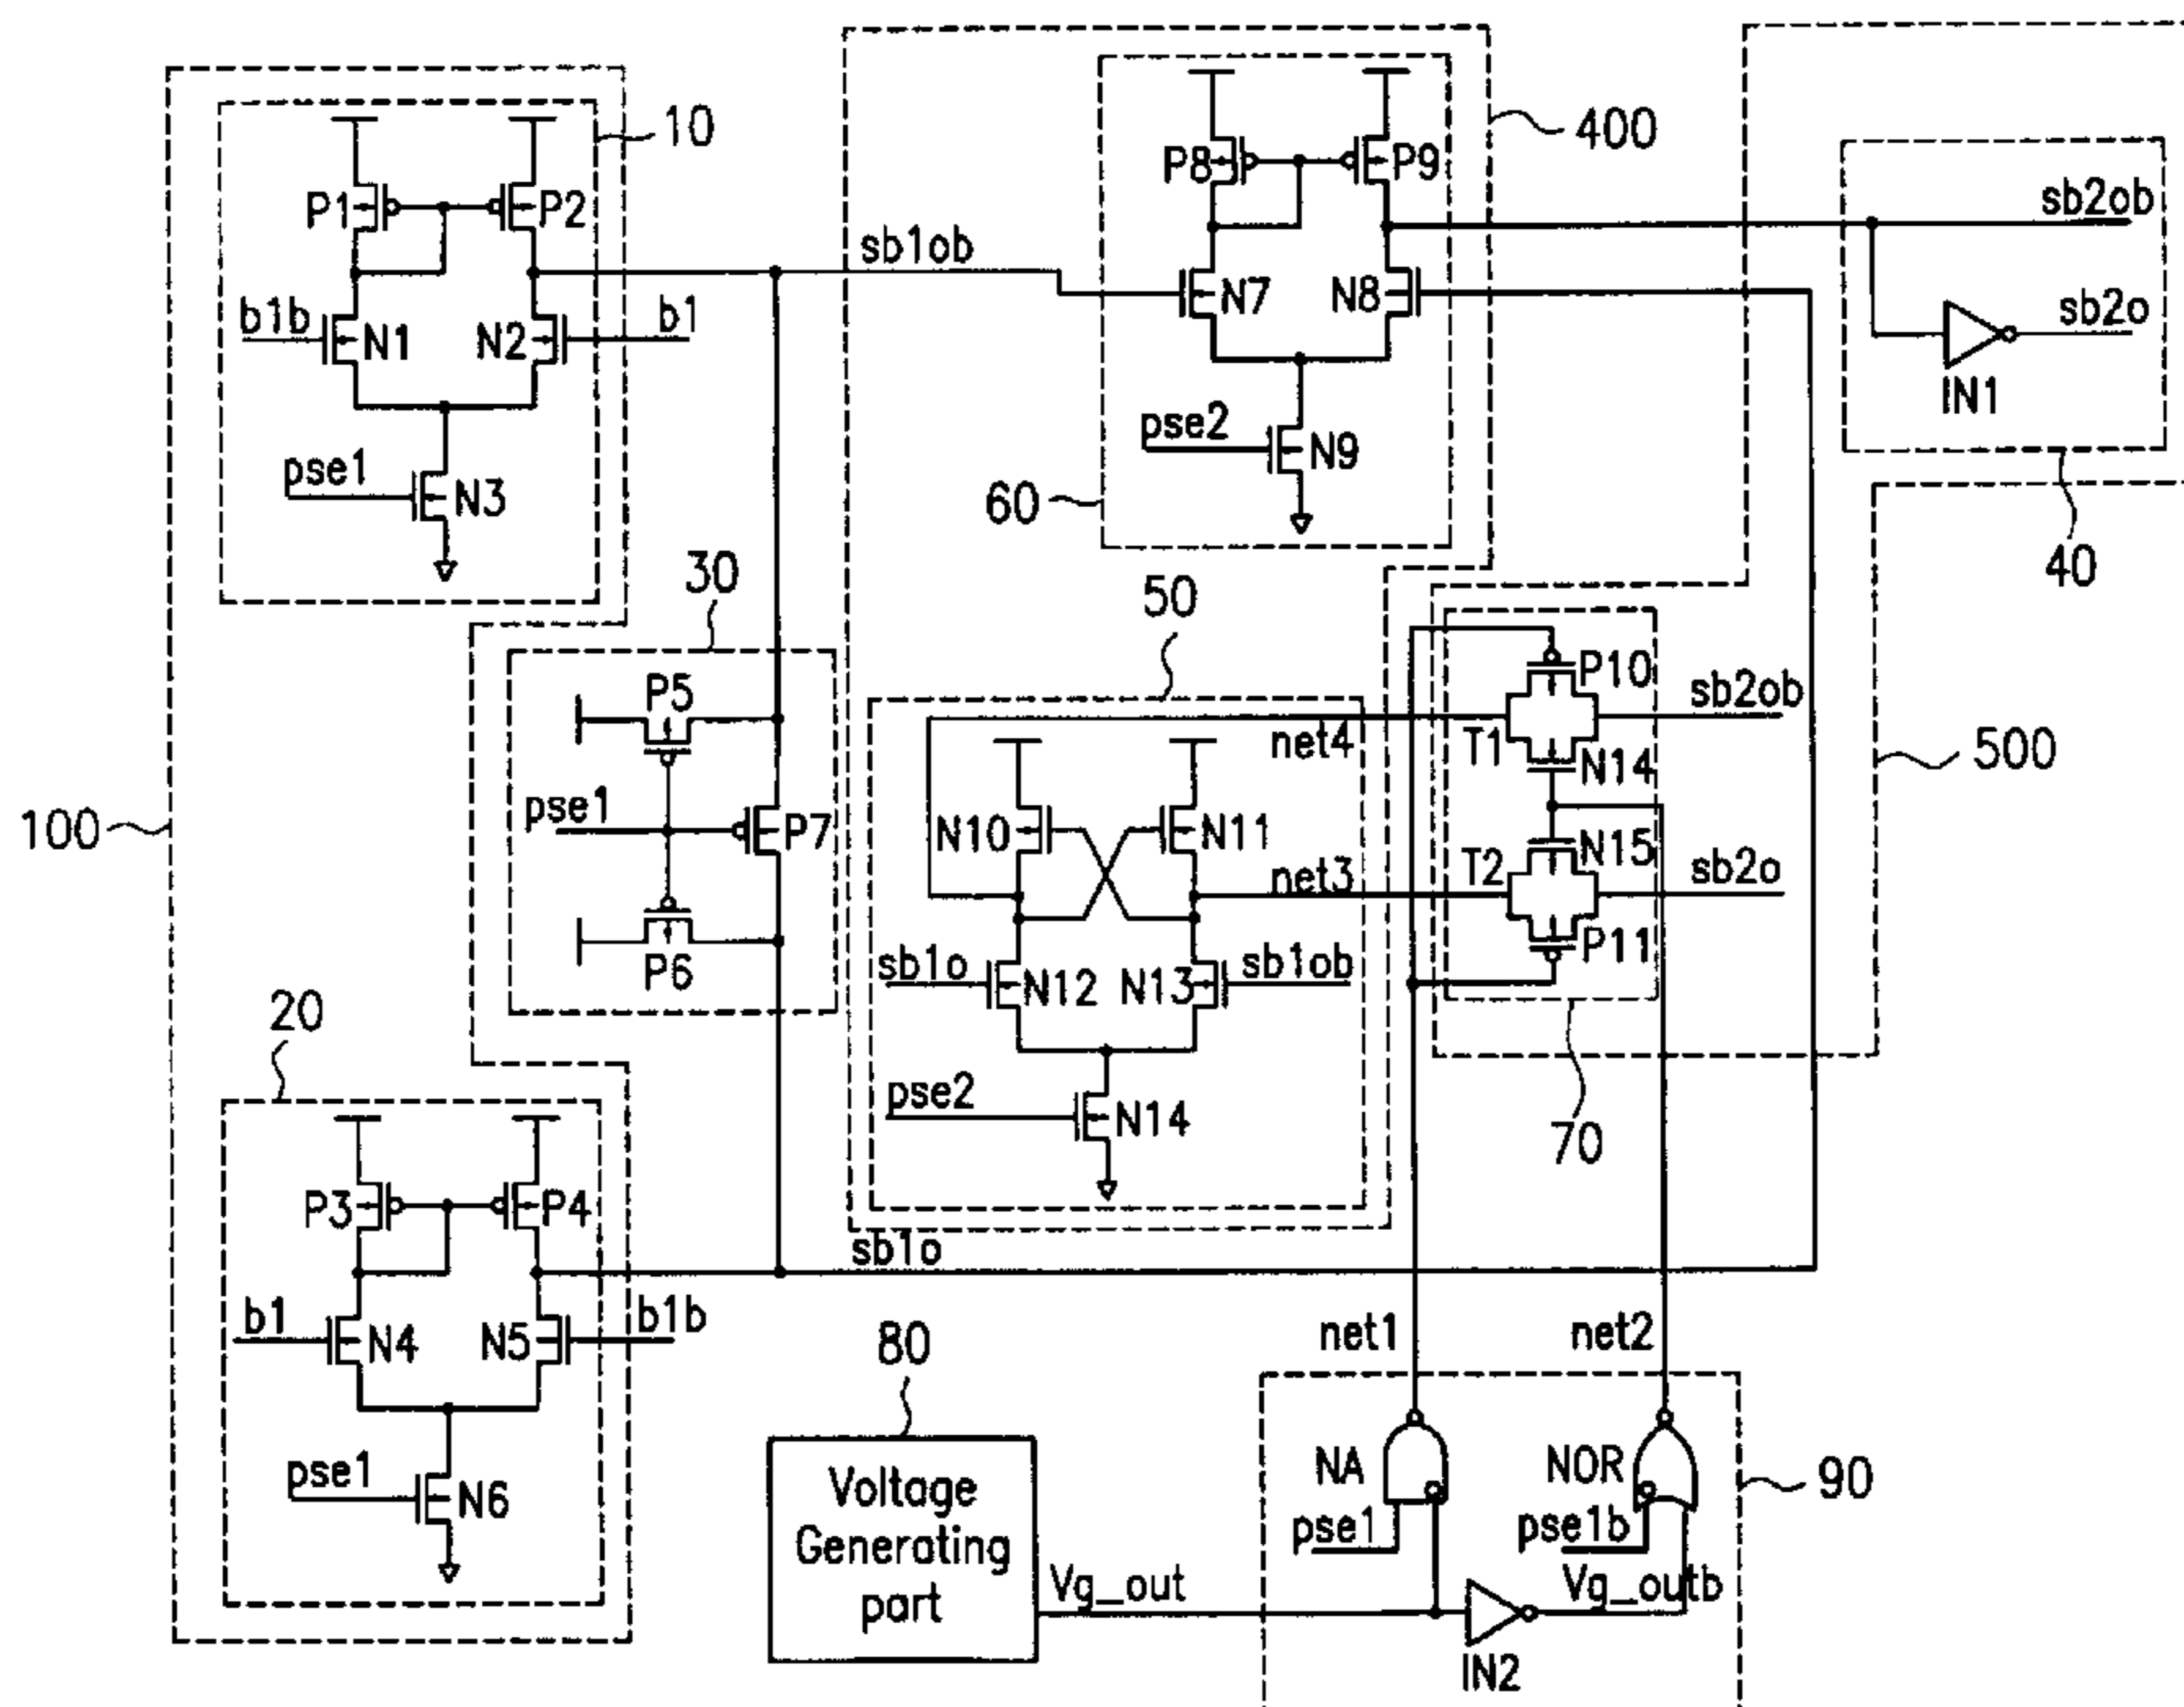 10
400
P1
P2
P8
P9
sb1ob
sb2ob
b1b
N1
N2
b1
N7
N8
sb2o
IN1
pse1
N3
pse2
N9
60
40
30
50
P5
P10
sb2ob
net4
T1
N14
500
pse1
P7
N10
N11
N15
100
net3
T2
sb2o
P11
P6
sb1o
N12
N13
sb1ob
20
pse2
N14
70
P3
P4
sb1o
b1
N4
N5
b1b
80
net1
net2
pse1
N6
Voltage
Generating
part
NA
NOR
90
pse1
pse1b
Vg_out
Vg_outb
IN2